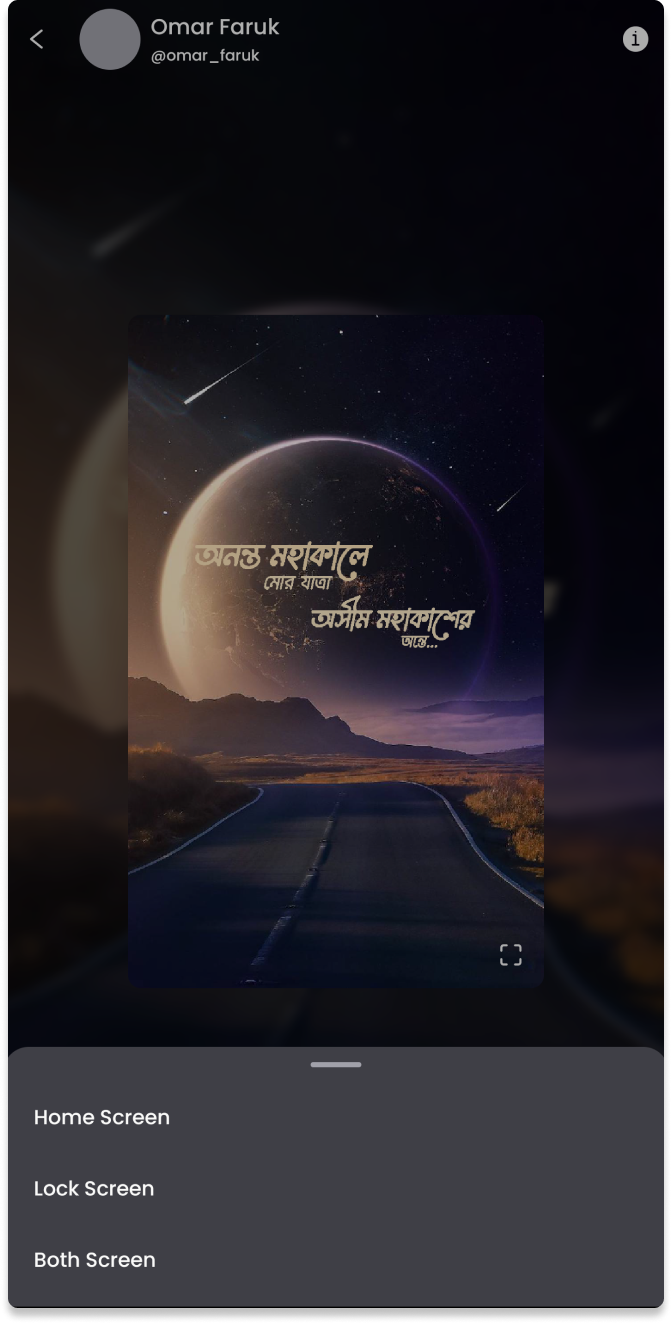 Omar Faruk
@omar_faruk
অনন্ত মহাকালে
মোর যাত্রা
অসীম মহাকাশের
অন্তে...
Home Screen
Lock Screen
Both Screen